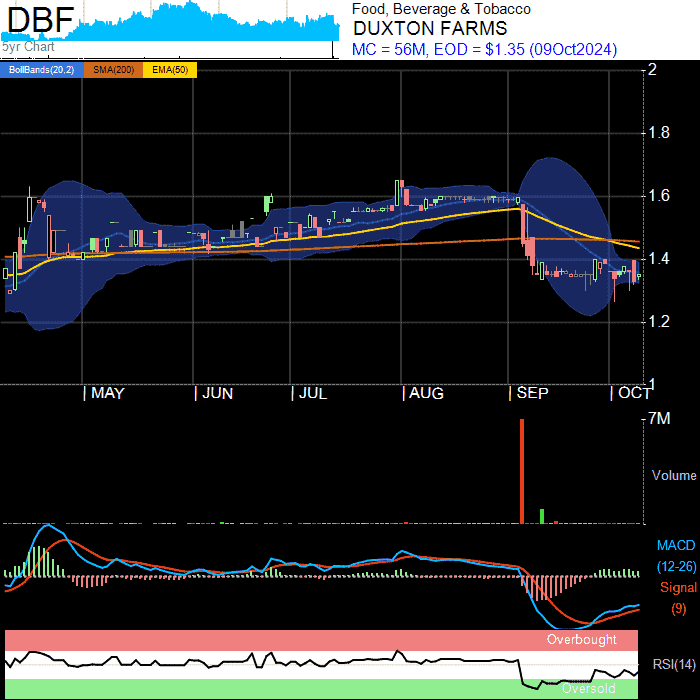 DBF
5yr Chart
Food, Beverage & Tobacco
DUXTON FARMS
MC = 56M, EOD = $1.35 (09Oct2024)
BollBands(20,2) SMA(200) EMA(50)
2
1.8
1.6
1.4
1.2
1
MAY JUN JUL AUG SEP OCT
7M
Volume
MACD
(12-26)
Signal
(9)
Overbought
RSI(14)
Oversold